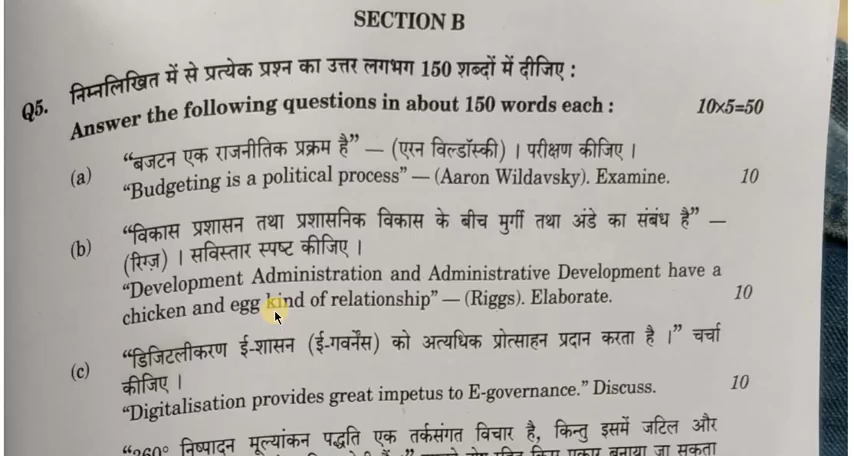 SECTION B
Q5. निम्नलिखित में से प्रत्येक प्रश्न का उत्तर लगभग 150 शब्दों में दीजिए :
Answer the following questions in about 150 words each : 10×5=50
(a) “बजटन एक राजनीतिक प्रक्रम है” — (एरन विल्डॉस्की) । परीक्षण कीजिए ।
“Budgeting is a political process” — (Aaron Wildavsky). Examine. 10
(b) “विकास प्रशासन तथा प्रशासनिक विकास के बीच मुर्गी तथा अंडे का संबंध है” —
(रिग्ज़) । सविस्तार स्पष्ट कीजिए ।
“Development Administration and Administrative Development have a
chicken and egg kind of relationship” — (Riggs). Elaborate. 10
(c) “डिजिटलीकरण ई-शासन (ई-गवर्नेंस) को अत्यधिक प्रोत्साहन प्रदान करता है ।” चर्चा
कीजिए ।
“Digitalisation provides great impetus to E-governance.” Discuss. 10
“360° निष्पादन मूल्यांकन पद्धति एक तर्कसंगत विचार है, किन्तु इसमें जटिल और